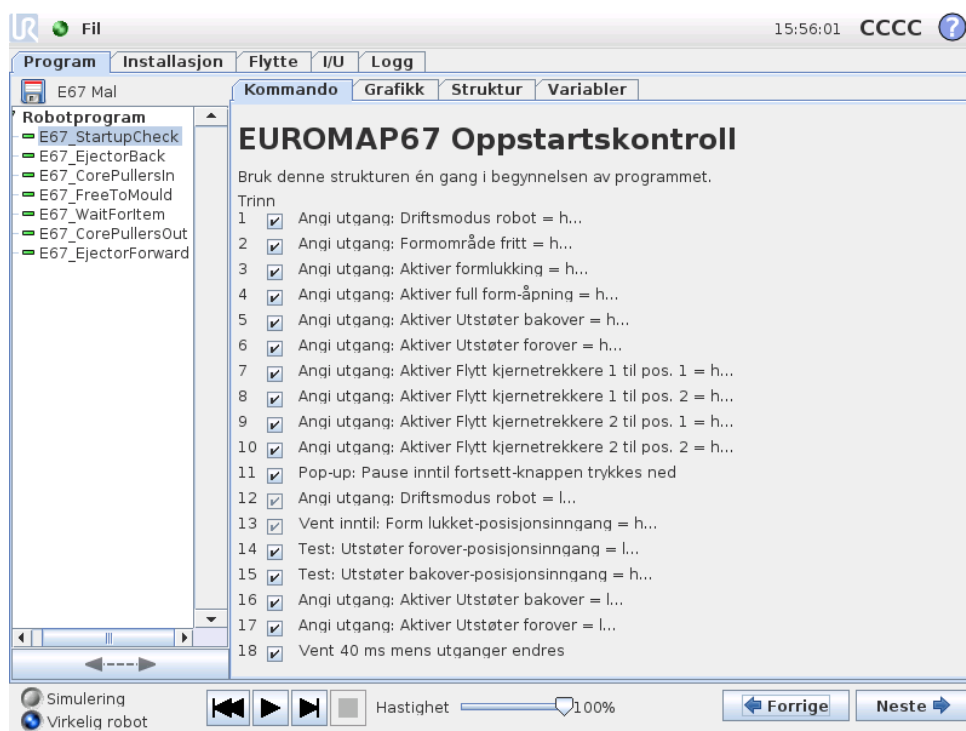 UR Fil 15:56:01 CCCC ?
Program Installasjon Flytte I/U Logg
E67 Mal Kommando Grafikk Struktur Variabler
Robotprogram
E67_StartupCheck
E67_EjectorBack
E67_CorePullersIn
E67_FreeToMould
E67_WaitForItem
E67_CorePullersOut
E67_EjectorForward
EUROMAP67 Oppstartskontroll
Bruk denne strukturen én gang i begynnelsen av programmet.
Trinn
1 Angi utgang: Driftsmodus robot = h...
2 Angi utgang: Formområde fritt = h...
3 Angi utgang: Aktiver formlukking = h...
4 Angi utgang: Aktiver full form-åpning = h...
5 Angi utgang: Aktiver Utstøter bakover = h...
6 Angi utgang: Aktiver Utstøter forover = h...
7 Angi utgang: Aktiver Flytt kjernetrekkere 1 til pos. 1 = h...
8 Angi utgang: Aktiver Flytt kjernetrekkere 1 til pos. 2 = h...
9 Angi utgang: Aktiver Flytt kjernetrekkere 2 til pos. 1 = h...
10 Angi utgang: Aktiver Flytt kjernetrekkere 2 til pos. 2 = h...
11 Pop-up: Pause inntil fortsett-knappen trykkes ned
12 Angi utgang: Driftsmodus robot = l...
13 Vent inntil: Form lukket-posisjonsinngang = h...
14 Test: Utstøter forover-posisjonsinngang = l...
15 Test: Utstøter bakover-posisjonsinngang = h...
16 Angi utgang: Aktiver Utstøter bakover = l...
17 Angi utgang: Aktiver Utstøter forover = l...
18 Vent 40 ms mens utganger endres
Simulering
Virkelig robot
Hastighet 100%
Forrige Neste